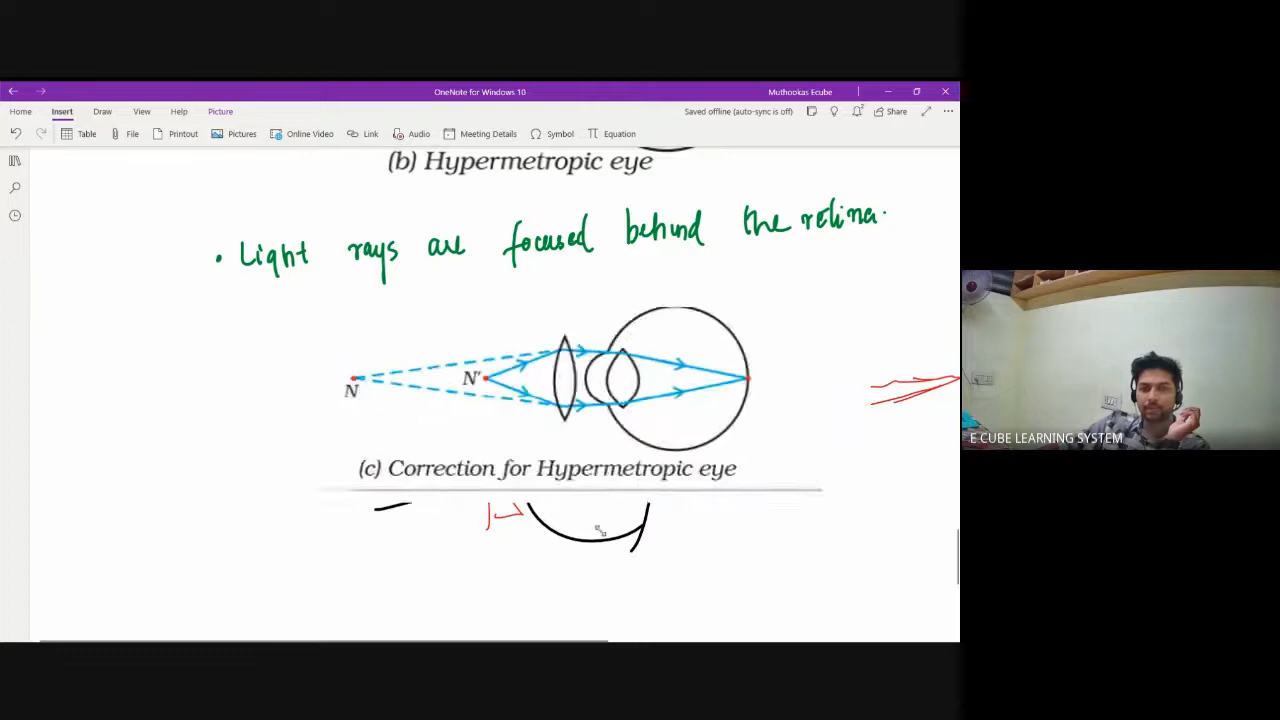 OneNote for Windows 10
Muthookas Ecube
Home Insert Draw View Help Picture
Saved offline (auto-sync is off)
2
Share
Table File Printout Pictures Online Video Link Audio Meeting Details Symbol Equation
(b) Hypermetropic eye
• Light rays are focused behind the retina.
N
N'
(c) Correction for Hypermetropic eye
E CUBE LEARNING SYSTEM